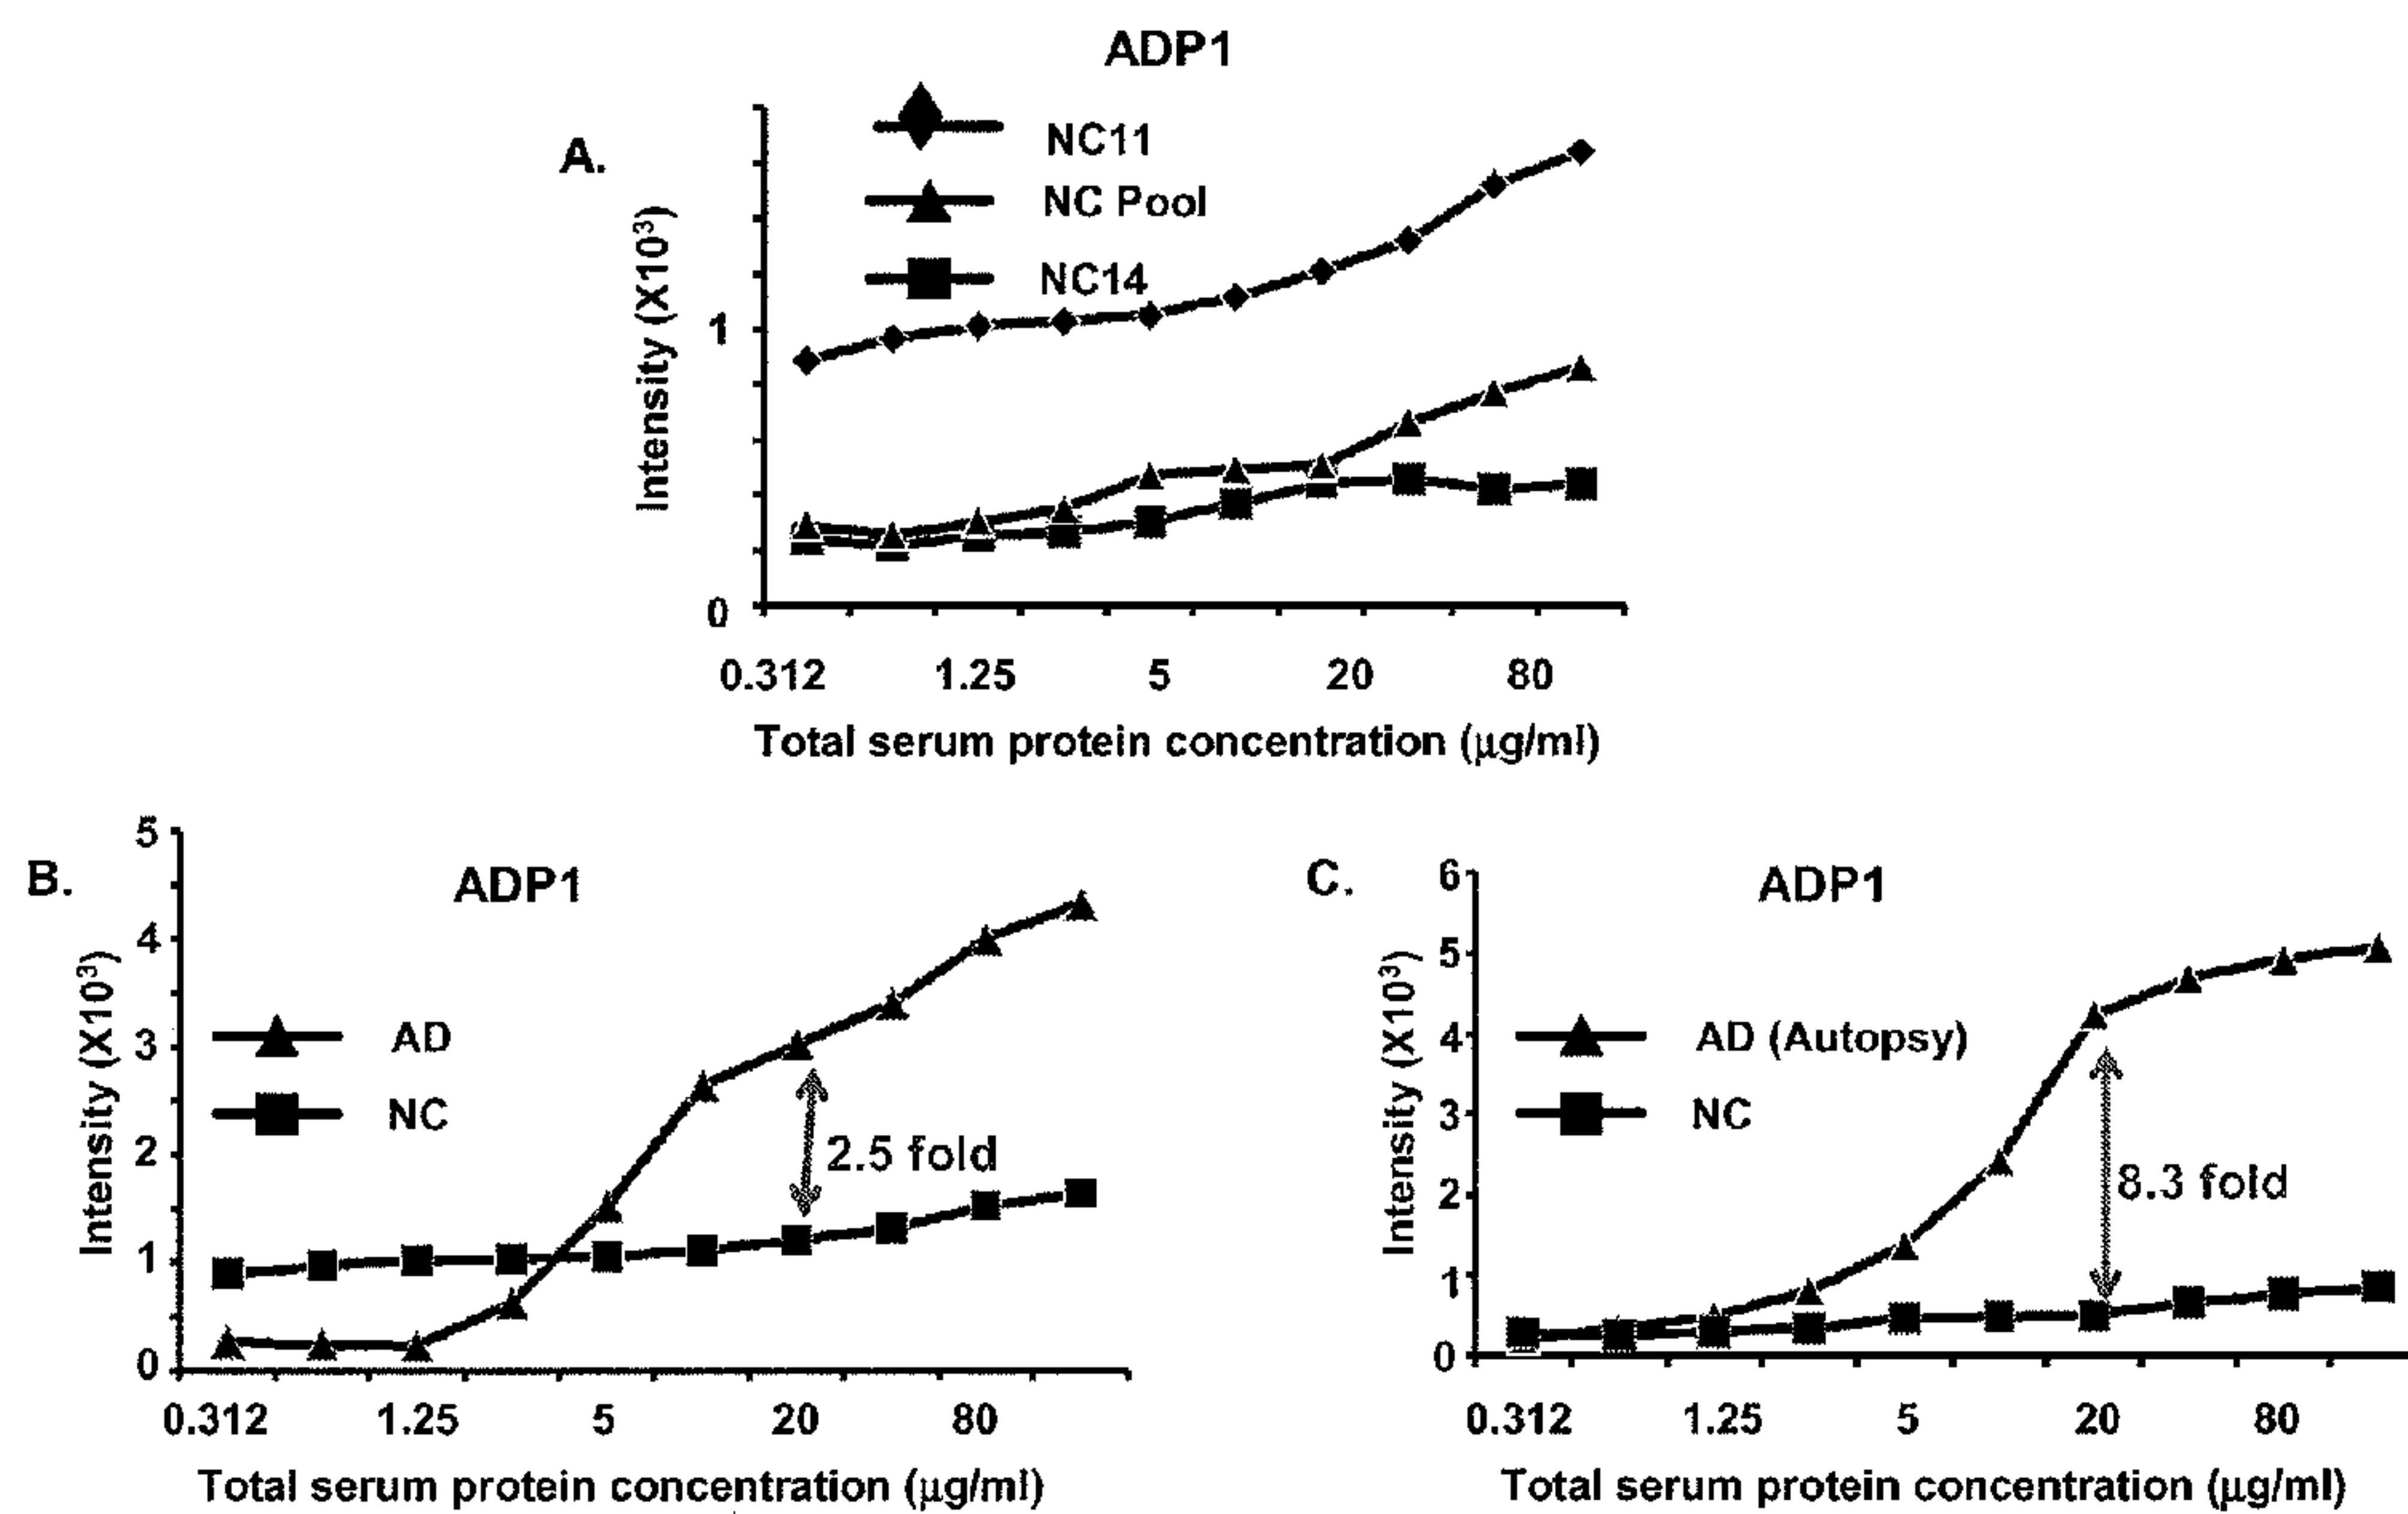 ADP1
A.
NC11
NC Pool
NC14
Intensity (X10³)
1
0
0.312 1.25 5 20 80
Total serum protein concentration (µg/ml)
B.
ADP1
5
4
3
2
1
0
Intensity (X10³)
AD
NC
2.5 fold
0.312 1.25 5 20 80
Total serum protein concentration (µg/ml)
C.
ADP1
6
5
4
3
2
1
0
Intensity (X10³)
AD (Autopsy)
NC
8.3 fold
0.312 1.25 5 20 80
Total serum protein concentration (µg/ml)